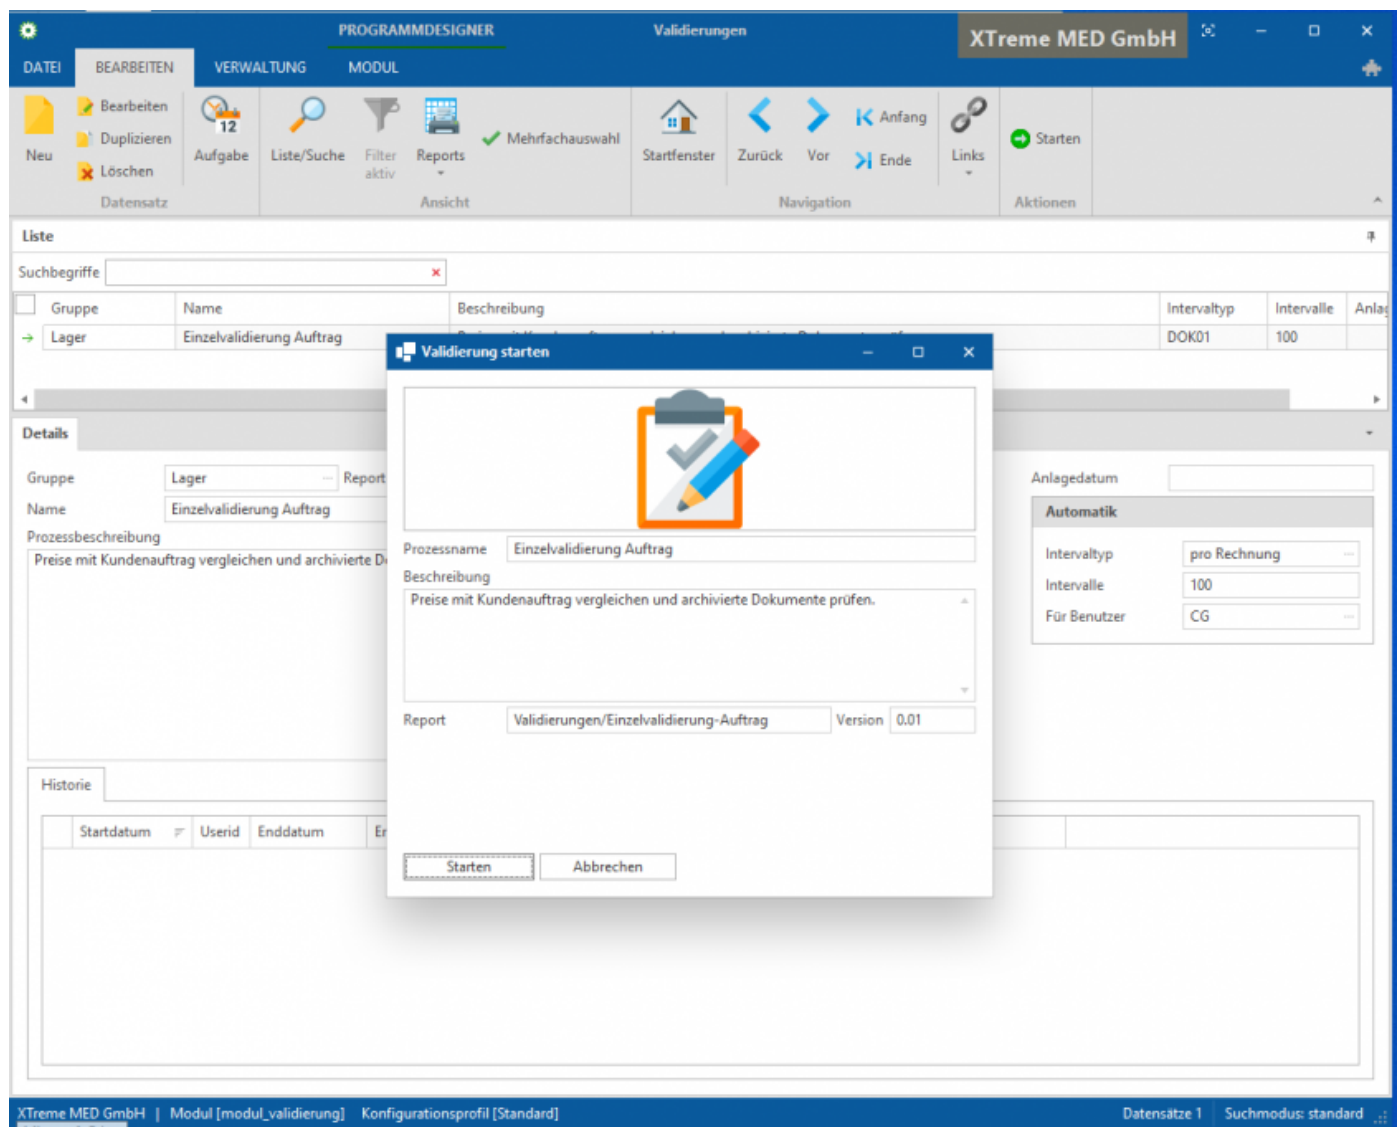 PROGRAMMDESIGNER Validierungen XTreme MED GmbH
DATEI BEARBEITEN VERWALTUNG MODUL
Neu Bearbeiten Duplizieren Löschen
Datensatz
12
Aufgabe Liste/Suche Filter aktiv Reports Mehrfachauswahl
Ansicht
Startfenster Zurück Vor Anfang Ende Links
Navigation
Starten
Aktionen
Liste
Suchbegriffe
Gruppe Name Beschreibung Intervaltyp Intervalle
Lager Einzelvalidierung Auftrag DOK01 100
Details
Gruppe Lager Report
Name Einzelvalidierung Auftrag
Prozessbeschreibung
Preise mit Kundenauftrag vergleichen und archivierte
Anlagedatum
Automatik
Intervaltyp pro Rechnung
Intervalle 100
Für Benutzer CG
Historie
Startdatum Userid Enddatum
Validierung starten
Prozessname Einzelvalidierung Auftrag
Beschreibung
Preise mit Kundenauftrag vergleichen und archivierte Dokumente prüfen.
Report Validierungen/Einzelvalidierung-Auftrag Version 0.01
Starten Abbrechen
XTreme MED GmbH | Modul [modul_validierung] Konfigurationsprofil [Standard] Datensätze 1 Suchmodus: standard